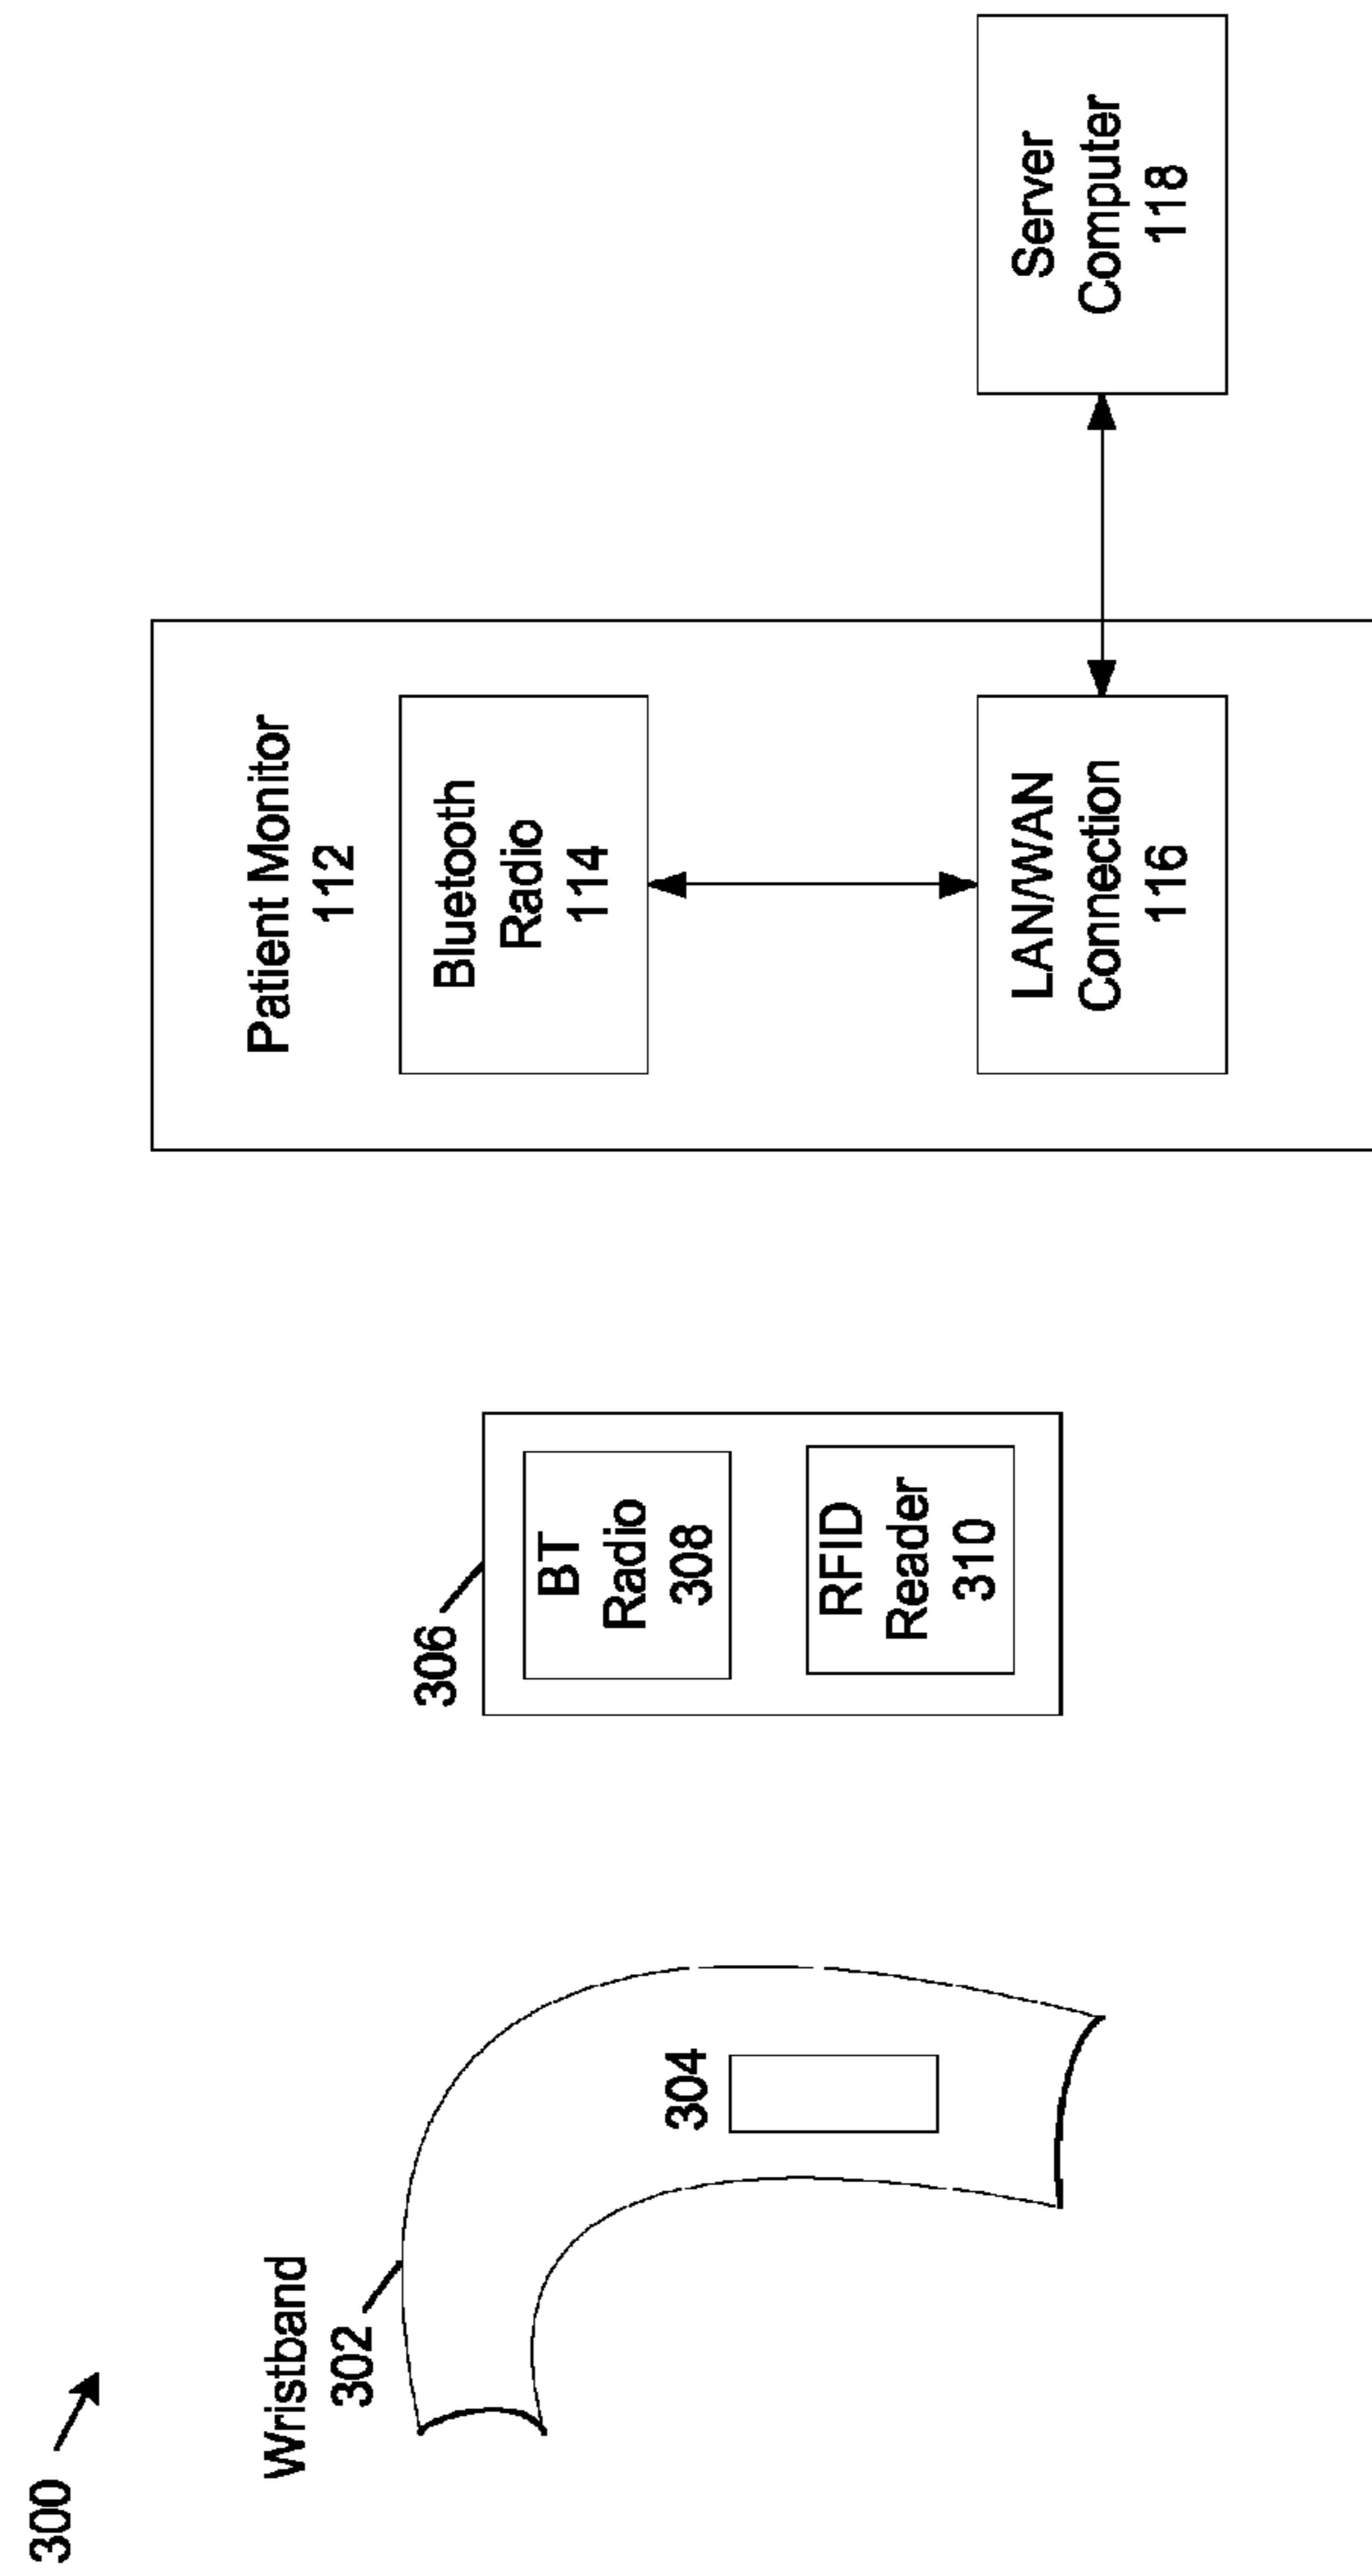 300
Wristband
302
304
306
BT
Radio
308
RFID
Reader
310
Patient Monitor
112
Bluetooth
Radio
114
LAN/WAN
Connection
116
Server
Computer
118